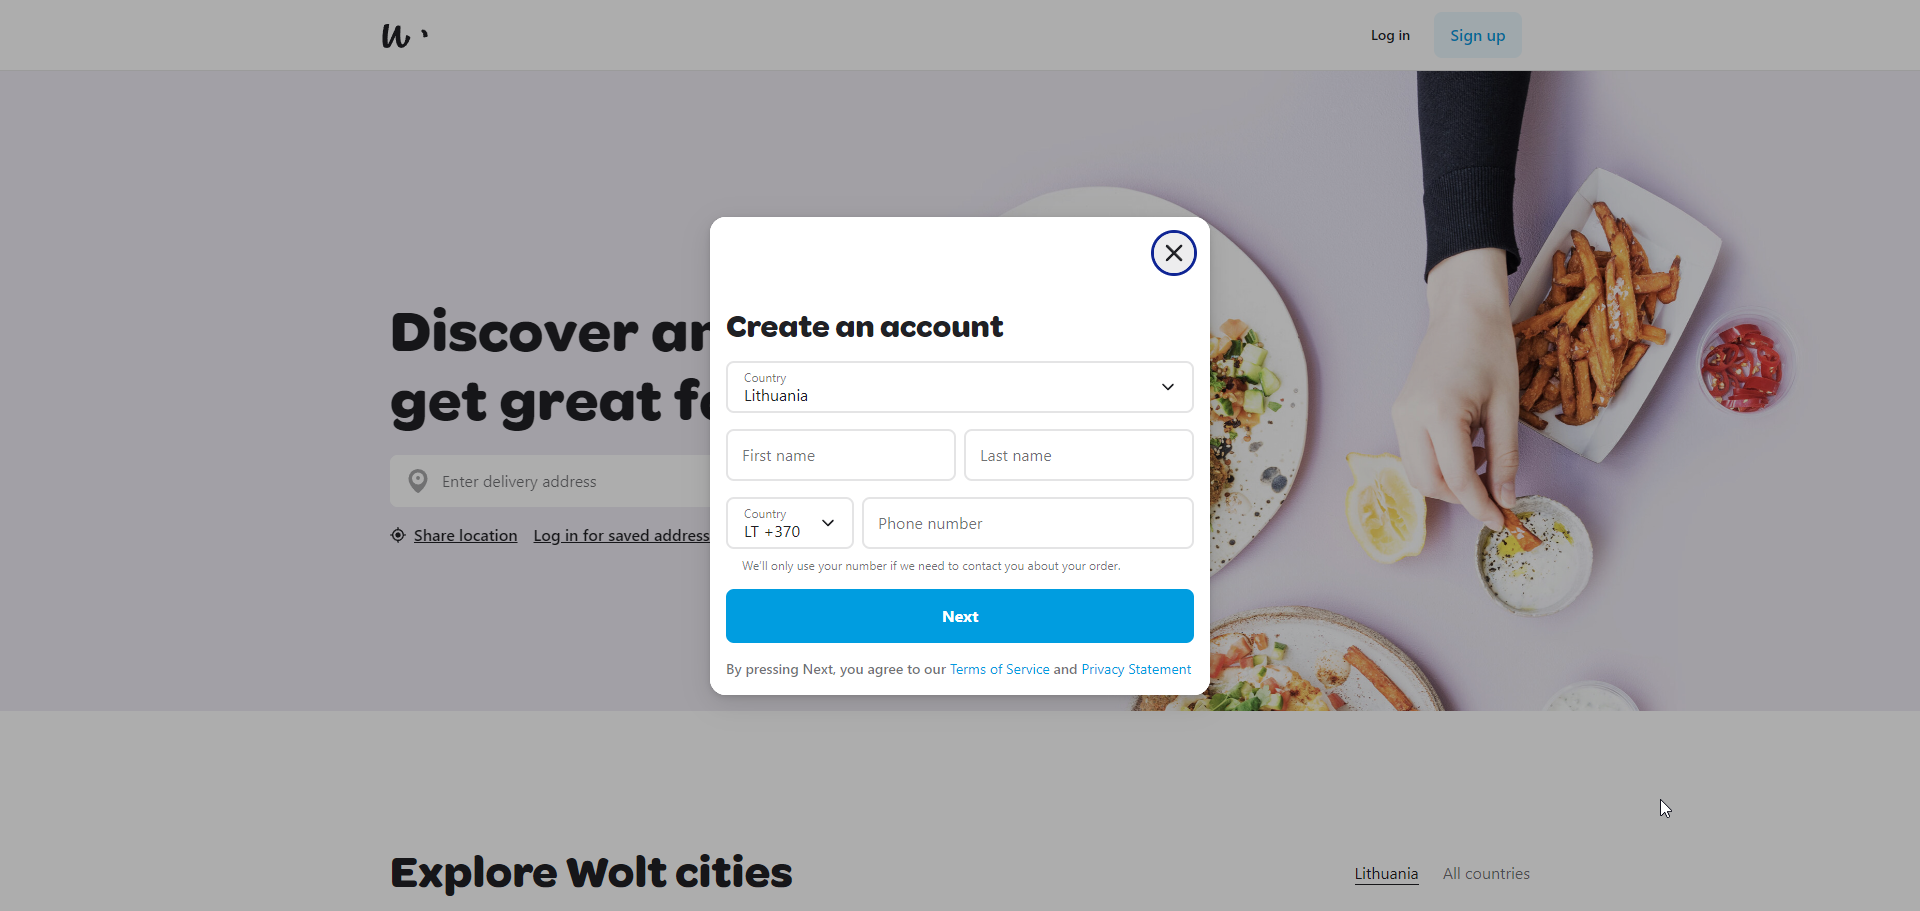 Log in
Sign up
Discover an
get great f
Enter delivery address
Share location
Log in for saved address
Create an account
Country
Lithuania
First name
Last name
Country
LT +370
Phone number
We'll only use your number if we need to contact you about your order.
Next
By pressing Next, you agree to our Terms of Service and Privacy Statement
Explore Wolt cities
Lithuania
All countries